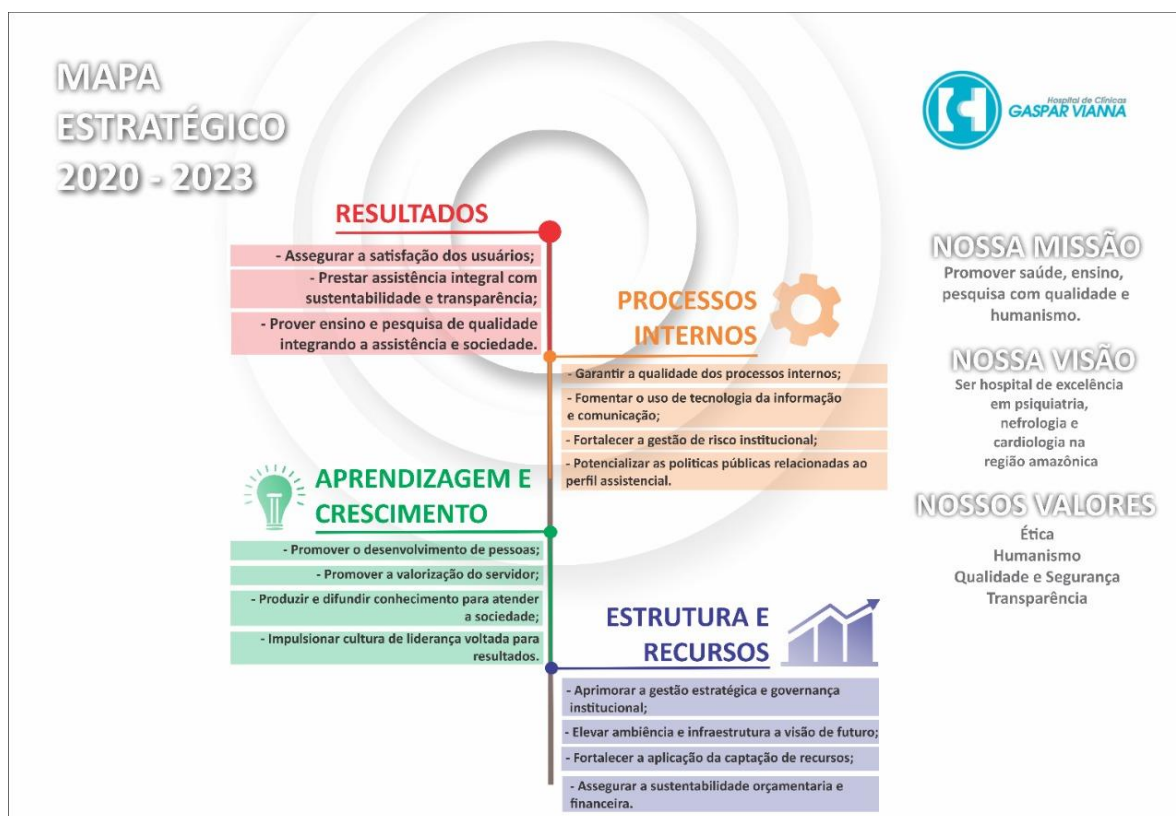 MAPA
ESTRATÉGICO
2020 - 2023
Hospital de Clínicas
GASPAR VIANNA
RESULTADOS
- Assegurar a satisfação dos usuários;
- Prestar assistência integral com
sustentabilidade e transparência;
- Prover ensino e pesquisa de qualidade
integrando a assistência e sociedade.
PROCESSOS
INTERNOS
- Garantir a qualidade dos processos internos;
- Fomentar o uso de tecnologia da informação
e comunicação;
- Fortalecer a gestão de risco institucional;
- Potencializar as politicas públicas relacionadas ao
perfil assistencial.
APRENDIZAGEM E
CRESCIMENTO
- Promover o desenvolvimento de pessoas;
- Promover a valorização do servidor;
- Produzir e difundir conhecimento para atender
a sociedade;
- Impulsionar cultura de liderança voltada para
resultados.
ESTRUTURA E
RECURSOS
- Aprimorar a gestão estratégica e governança
institucional;
- Elevar ambiência e infraestrutura a visão de futuro;
- Fortalecer a aplicação da captação de recursos;
- Assegurar a sustentabilidade orçamentaria e
financeira.
NOSSA MISSÃO
Promover saúde, ensino,
pesquisa com qualidade e
humanismo.
NOSSA VISÃO
Ser hospital de excelência
em psiquiatria,
nefrologia e
cardiologia na
região amazônica
NOSSOS VALORES
Ética
Humanismo
Qualidade e Segurança
Transparência